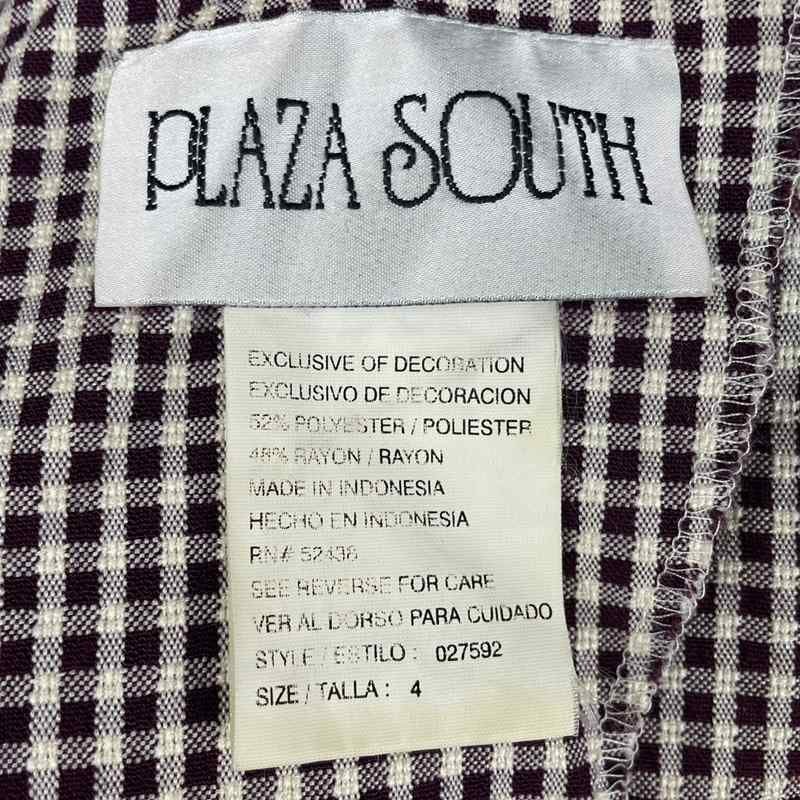 PLAZA SOUTH
EXCLUSIVE OF DECORATION
EXCLUSIVO DE DECORACION
52% POLYESTER / POLIESTER
48% RAYON / RAYON
MADE IN INDONESIA
HECHO EN INDONESIA
RN# 52438
SEE REVERSE FOR CARE
VER AL DORSO PARA CUIDADO
STYLE / ESTILO : 027592
SIZE / TALLA : 4